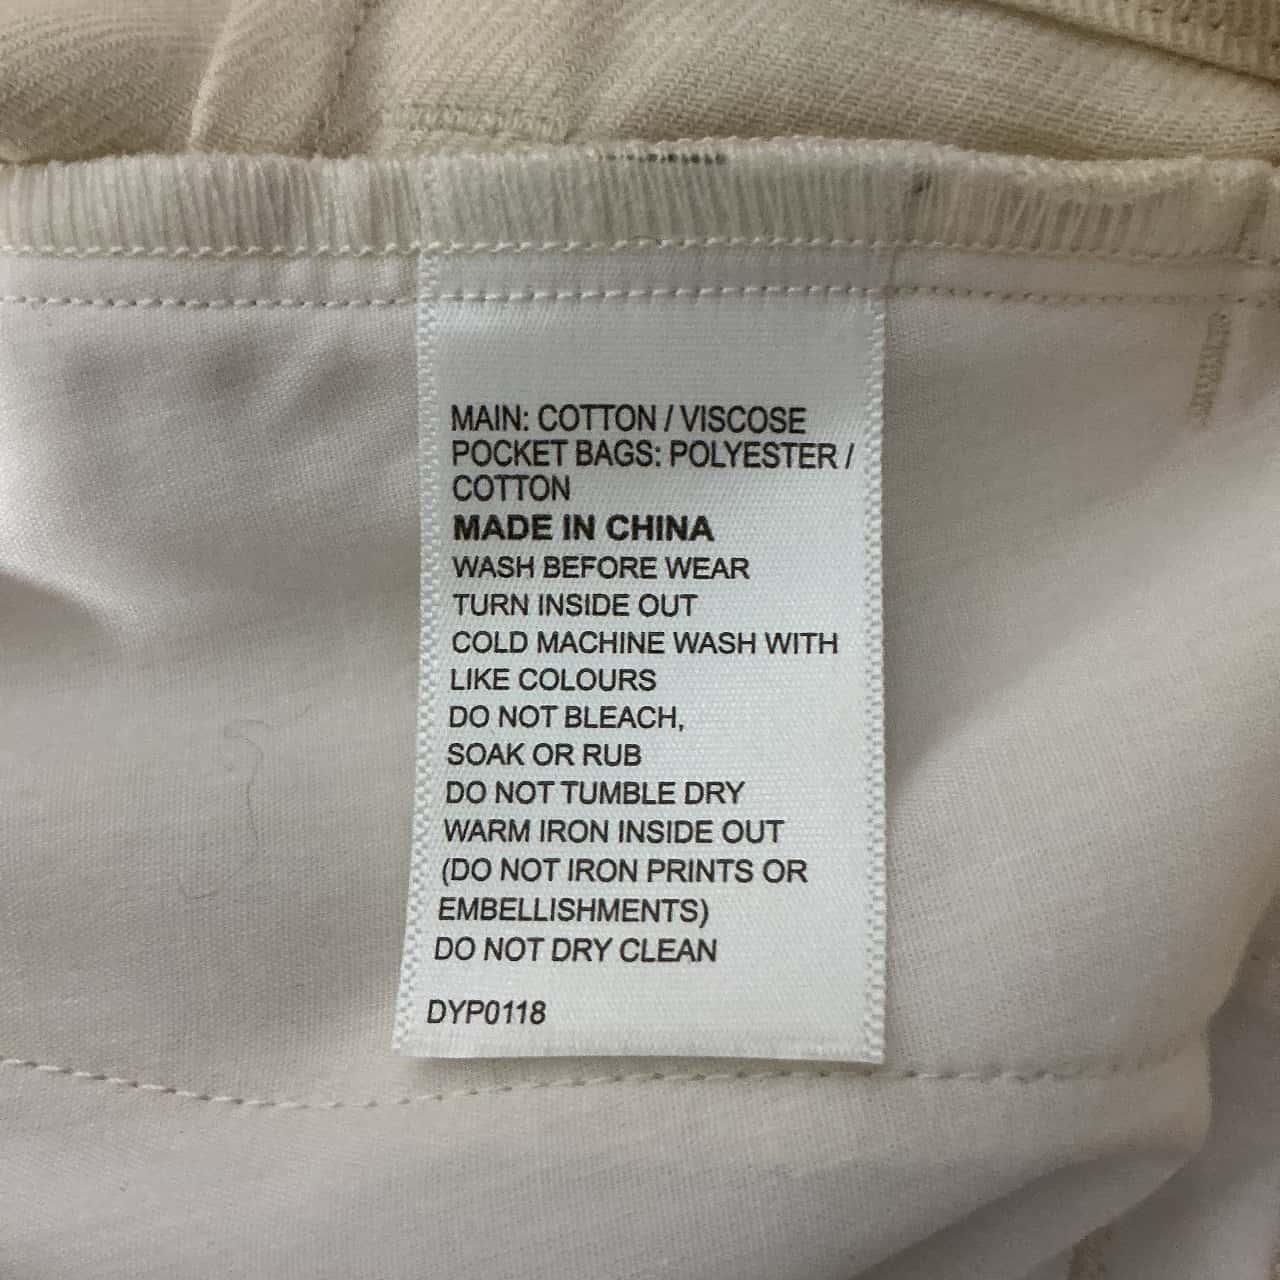 MAIN: COTTON / VISCOSE
POCKET BAGS: POLYESTER /
COTTON
MADE IN CHINA
WASH BEFORE WEAR
TURN INSIDE OUT
COLD MACHINE WASH WITH
LIKE COLOURS
DO NOT BLEACH,
SOAK OR RUB
DO NOT TUMBLE DRY
WARM IRON INSIDE OUT
(DO NOT IRON PRINTS OR
EMBELLISHMENTS)
DO NOT DRY CLEAN
DYP0118